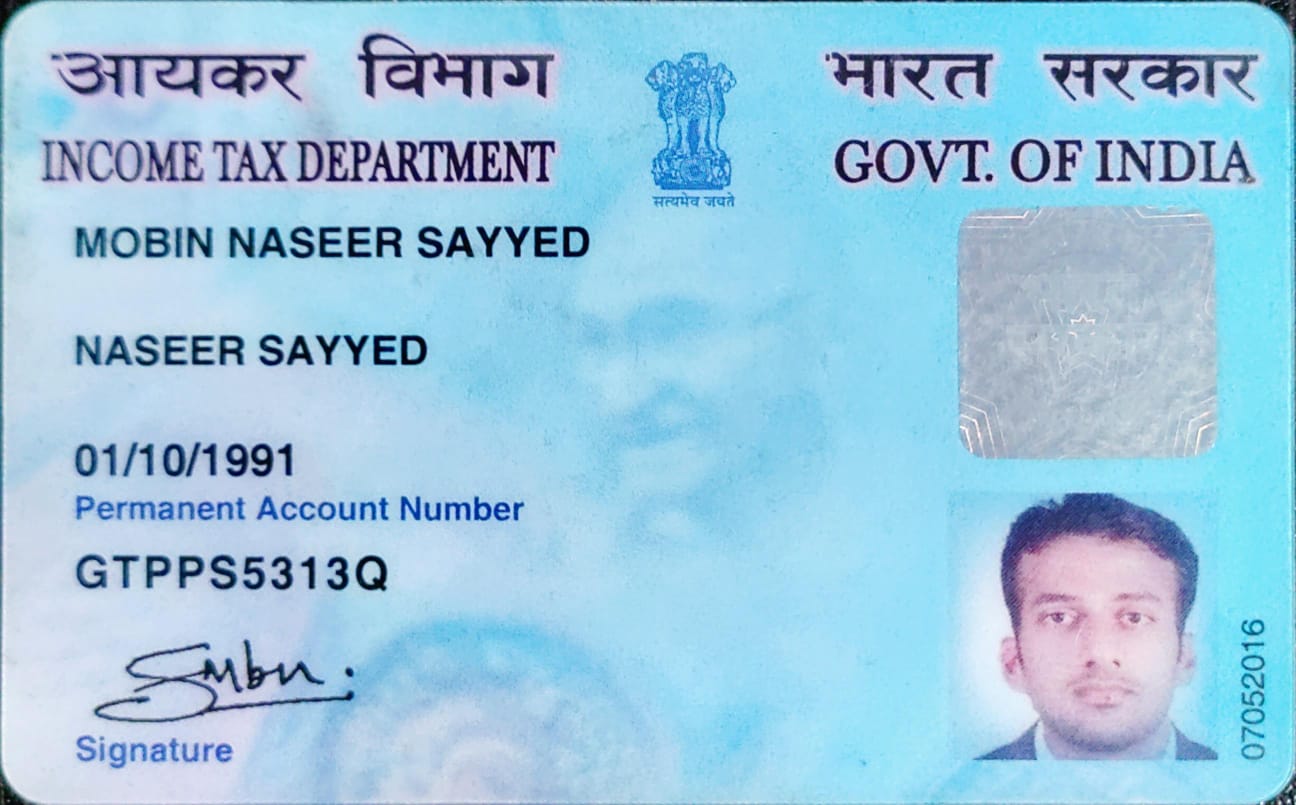 आयकर विभाग
भारत सरकार
INCOME TAX DEPARTMENT
GOVT. OF INDIA
सत्यमेव जयते
MOBIN NASEER SAYYED
NASEER SAYYED
01/10/1991
Permanent Account Number
GTPPS5313Q
Signature
07052016